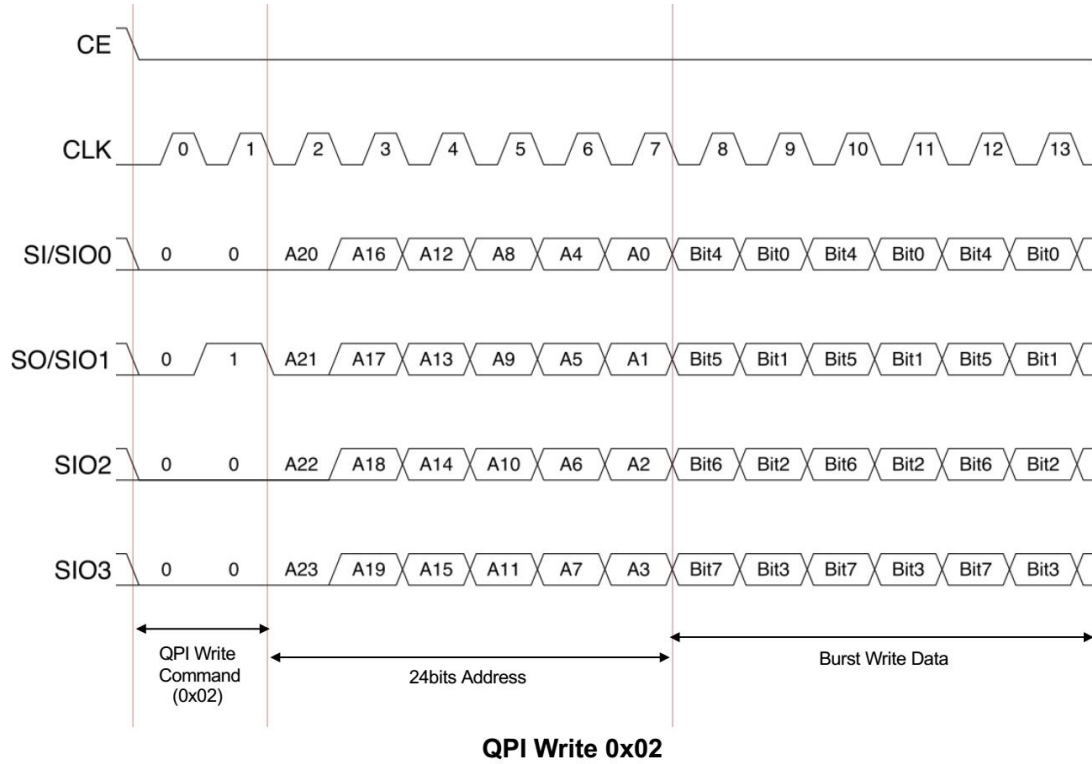 CE
CLK 0 1 2 3 4 5 6 7 8 9 10 11 12 13
SI/SIO0 0 0 A20 A16 A12 A8 A4 A0 Bit4 Bit0 Bit4 Bit0 Bit4 Bit0
SO/SIO1 0 1 A21 A17 A13 A9 A5 A1 Bit5 Bit1 Bit5 Bit1 Bit5 Bit1
SIO2 0 0 A22 A18 A14 A10 A6 A2 Bit6 Bit2 Bit6 Bit2 Bit6 Bit2
SIO3 0 0 A23 A19 A15 A11 A7 A3 Bit7 Bit3 Bit7 Bit3 Bit7 Bit3
QPI Write
Command
(0x02)
24bits Address
Burst Write Data
QPI Write 0x02